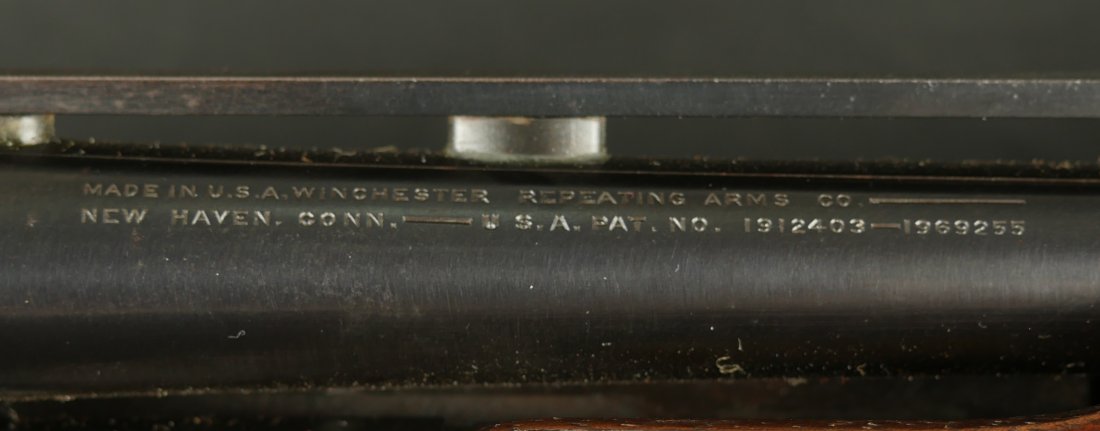 MADE IN U.S.A. WINCHESTER REPEATING ARMS CO.———
NEW HAVEN, CONN.———U S.A. PAT. NO. 1912403—1969255